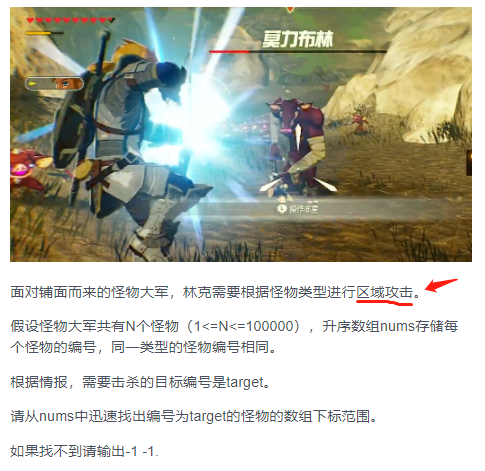 莫力布林
操作准星
面对铺面而来的怪物大军，林克需要根据怪物类型进行区域攻击。
假设怪物大军共有N个怪物（1<=N<=100000），升序数组nums存储每
个怪物的编号，同一类型的怪物编号相同。
根据情报，需要击杀的目标编号是target。
请从nums中迅速找出编号为target的怪物的数组下标范围。
如果找不到请输出-1 -1.